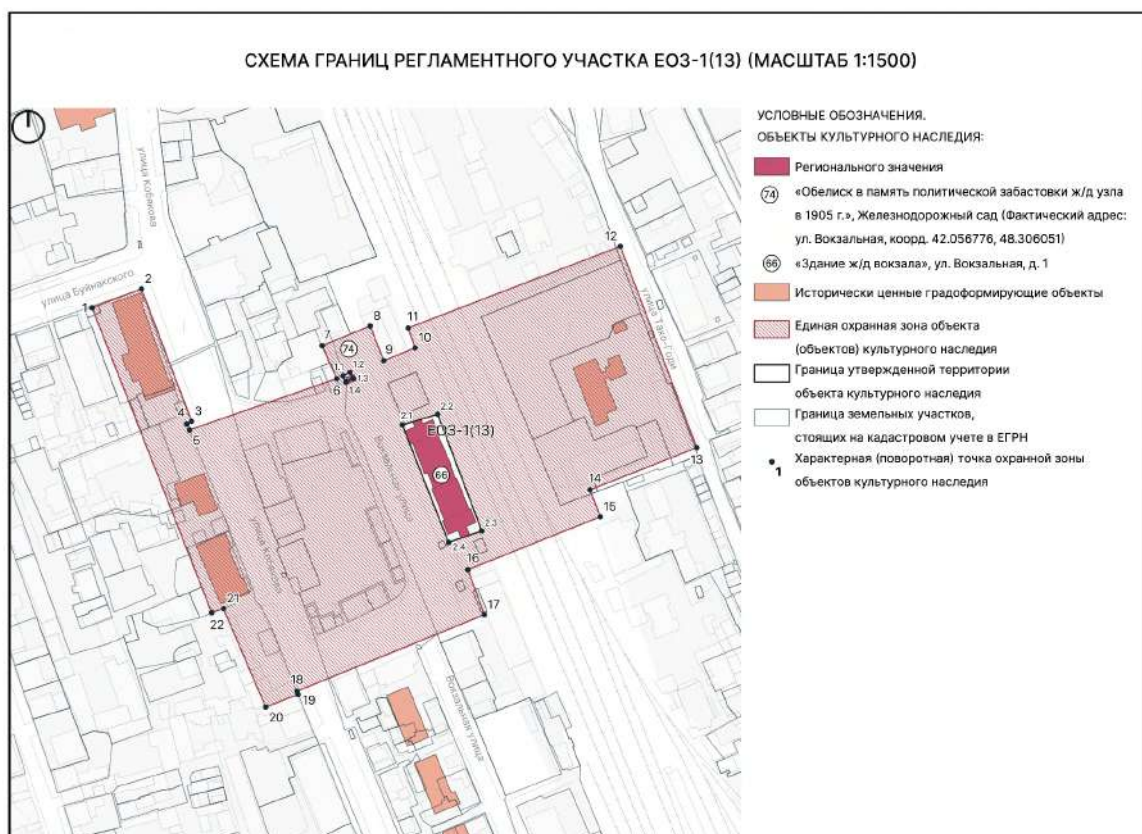 СХЕМА ГРАНИЦ РЕГЛАМЕНТНОГО УЧАСТКА ЕОЗ-1(13) (МАСШТАБ 1:1500)
УСЛОВНЫЕ ОБОЗНАЧЕНИЯ.
ОБЪЕКТЫ КУЛЬТУРНОГО НАСЛЕДИЯ:
Регионального значения
74 «Обелиск в память политической забастовки ж/д узла
в 1905 г.», Железнодорожный сад (Фактический адрес:
ул. Вокзальная, коорд. 42.056776, 48.306051)
66 «Здание ж/д вокзала», ул. Вокзальная, д. 1
Исторически ценные градоформирующие объекты
Единая охранная зона объекта
(объектов) культурного наследия
Граница утвержденной территории
объекта культурного наследия
Граница земельных участков,
стоящих на кадастровом учете в ЕГРН
1 Характерная (поворотная) точка охранной зоны
объектов культурного наследия
улица Кобякова
улица Буйнакского
1
2
3
4
5
6
7
8
9
10
11
12
улица Тахо-Годи
13
14
15
16
17
18
19
20
21
22
74
1.
1.2
1.3
1.4
2.1
2.2
ЕОЗ-1(13)
66
2.3
2.4
Вокзальная улица
улица Кобякова
Вокзальная улица